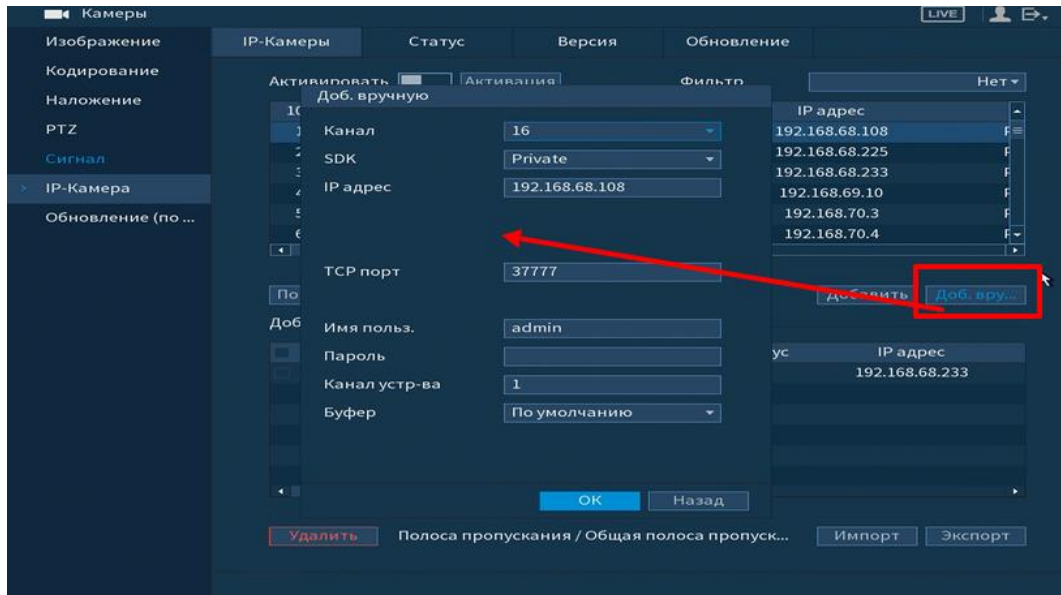 Камеры LIVE
Изображение IP-Камеры Статус Версия Обновление
Кодирование Активировать Активация Фильтр Нет
Доб. вручную
Наложение IP адрес
PTZ Канал 16 192.168.68.108
Сигнал SDK Private 192.168.68.225
192.168.68.233
IP-Камера IP адрес 192.168.68.108 192.168.69.10
Обновление (по ... 192.168.70.3
192.168.70.4
TCP порт 37777
По Добавить Доб. вру...
Доб Имя польз. admin
Пароль ус IP адрес
192.168.68.233
Канал устр-ва 1
Буфер По умолчанию
OK Назад
Удалить Полоса пропускания / Общая полоса пропуск... Импорт Экспорт